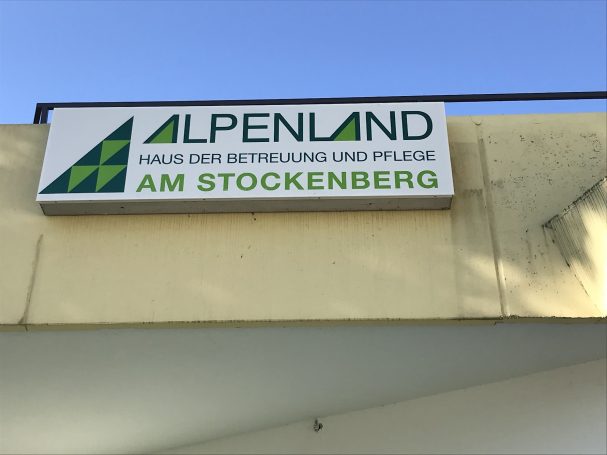 ALPENLAND
HAUS DER BETREUUNG UND PFLEGE
AM STOCKENBERG